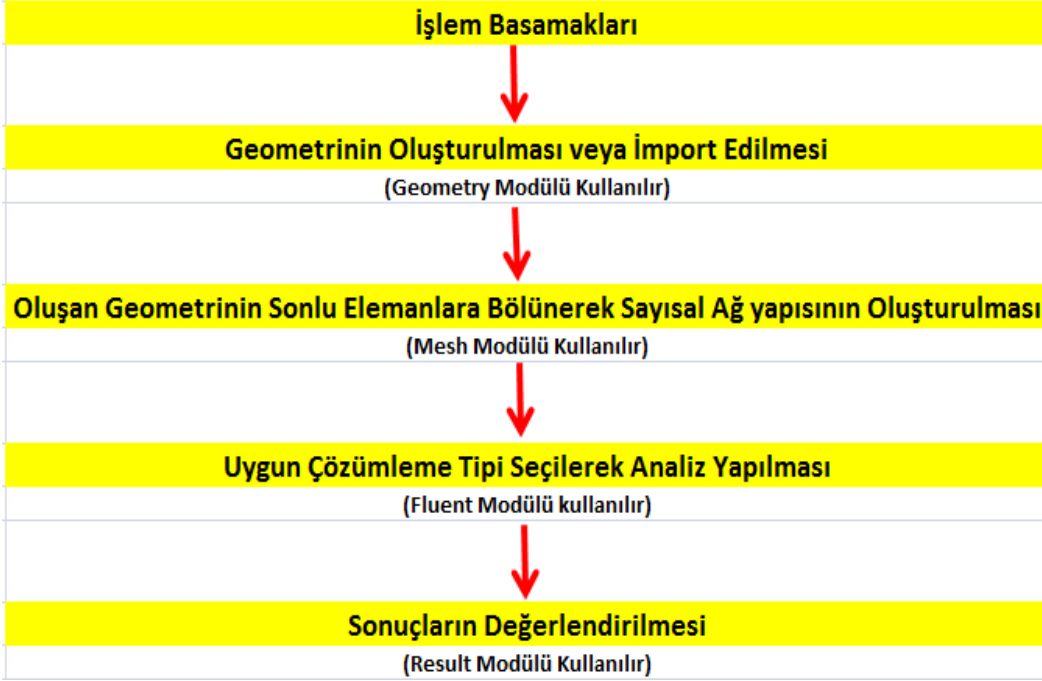 İşlem Basamakları
Geometrinin Oluşturulması veya İmport Edilmesi
(Geometry Modülü Kullanılır)
Oluşan Geometrinin Sonlu Elemanlara Bölünerek Sayısal Ağ yapısının Oluşturulması
(Mesh Modülü Kullanılır)
Uygun Çözümleme Tipi Seçilerek Analiz Yapılması
(Fluent Modülü kullanılır)
Sonuçların Değerlendirilmesi
(Result Modülü Kullanılır)